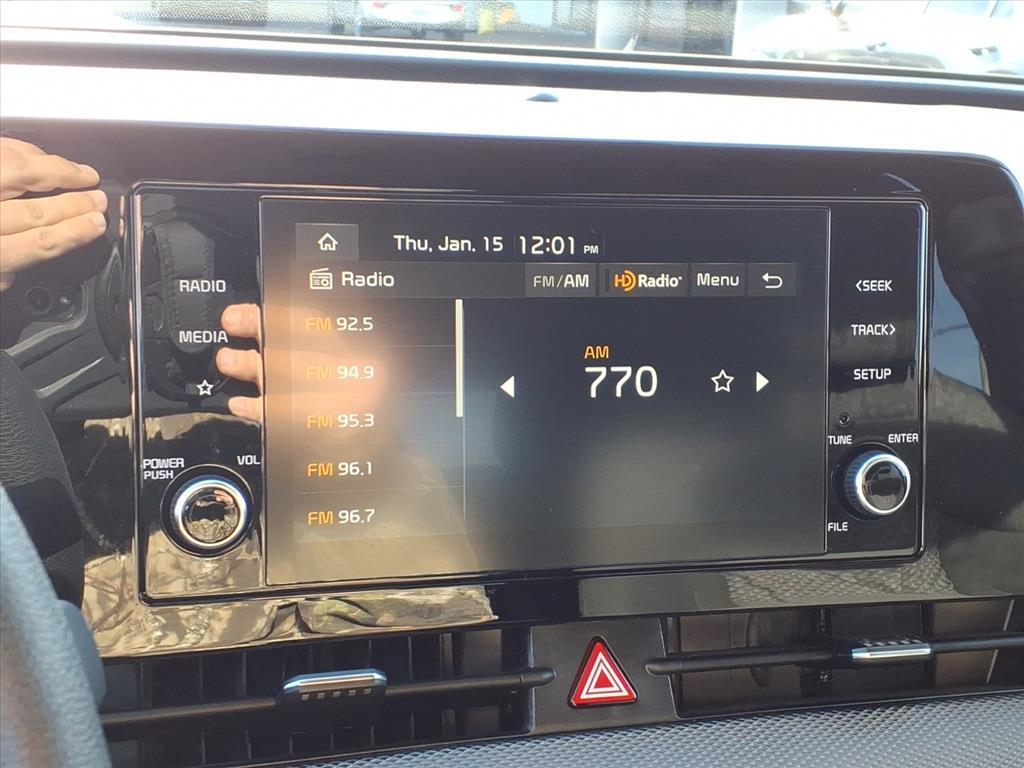 Thu, Jan. 15 12:01 PM
Radio FM/AM HD Radio Menu
RADIO
MEDIA
POWER
PUSH
VOL
FM 92.5
FM 94.9
FM 95.3
FM 96.1
FM 96.7
AM
770
<SEEK
TRACK>
SETUP
TUNE
ENTER
FILE